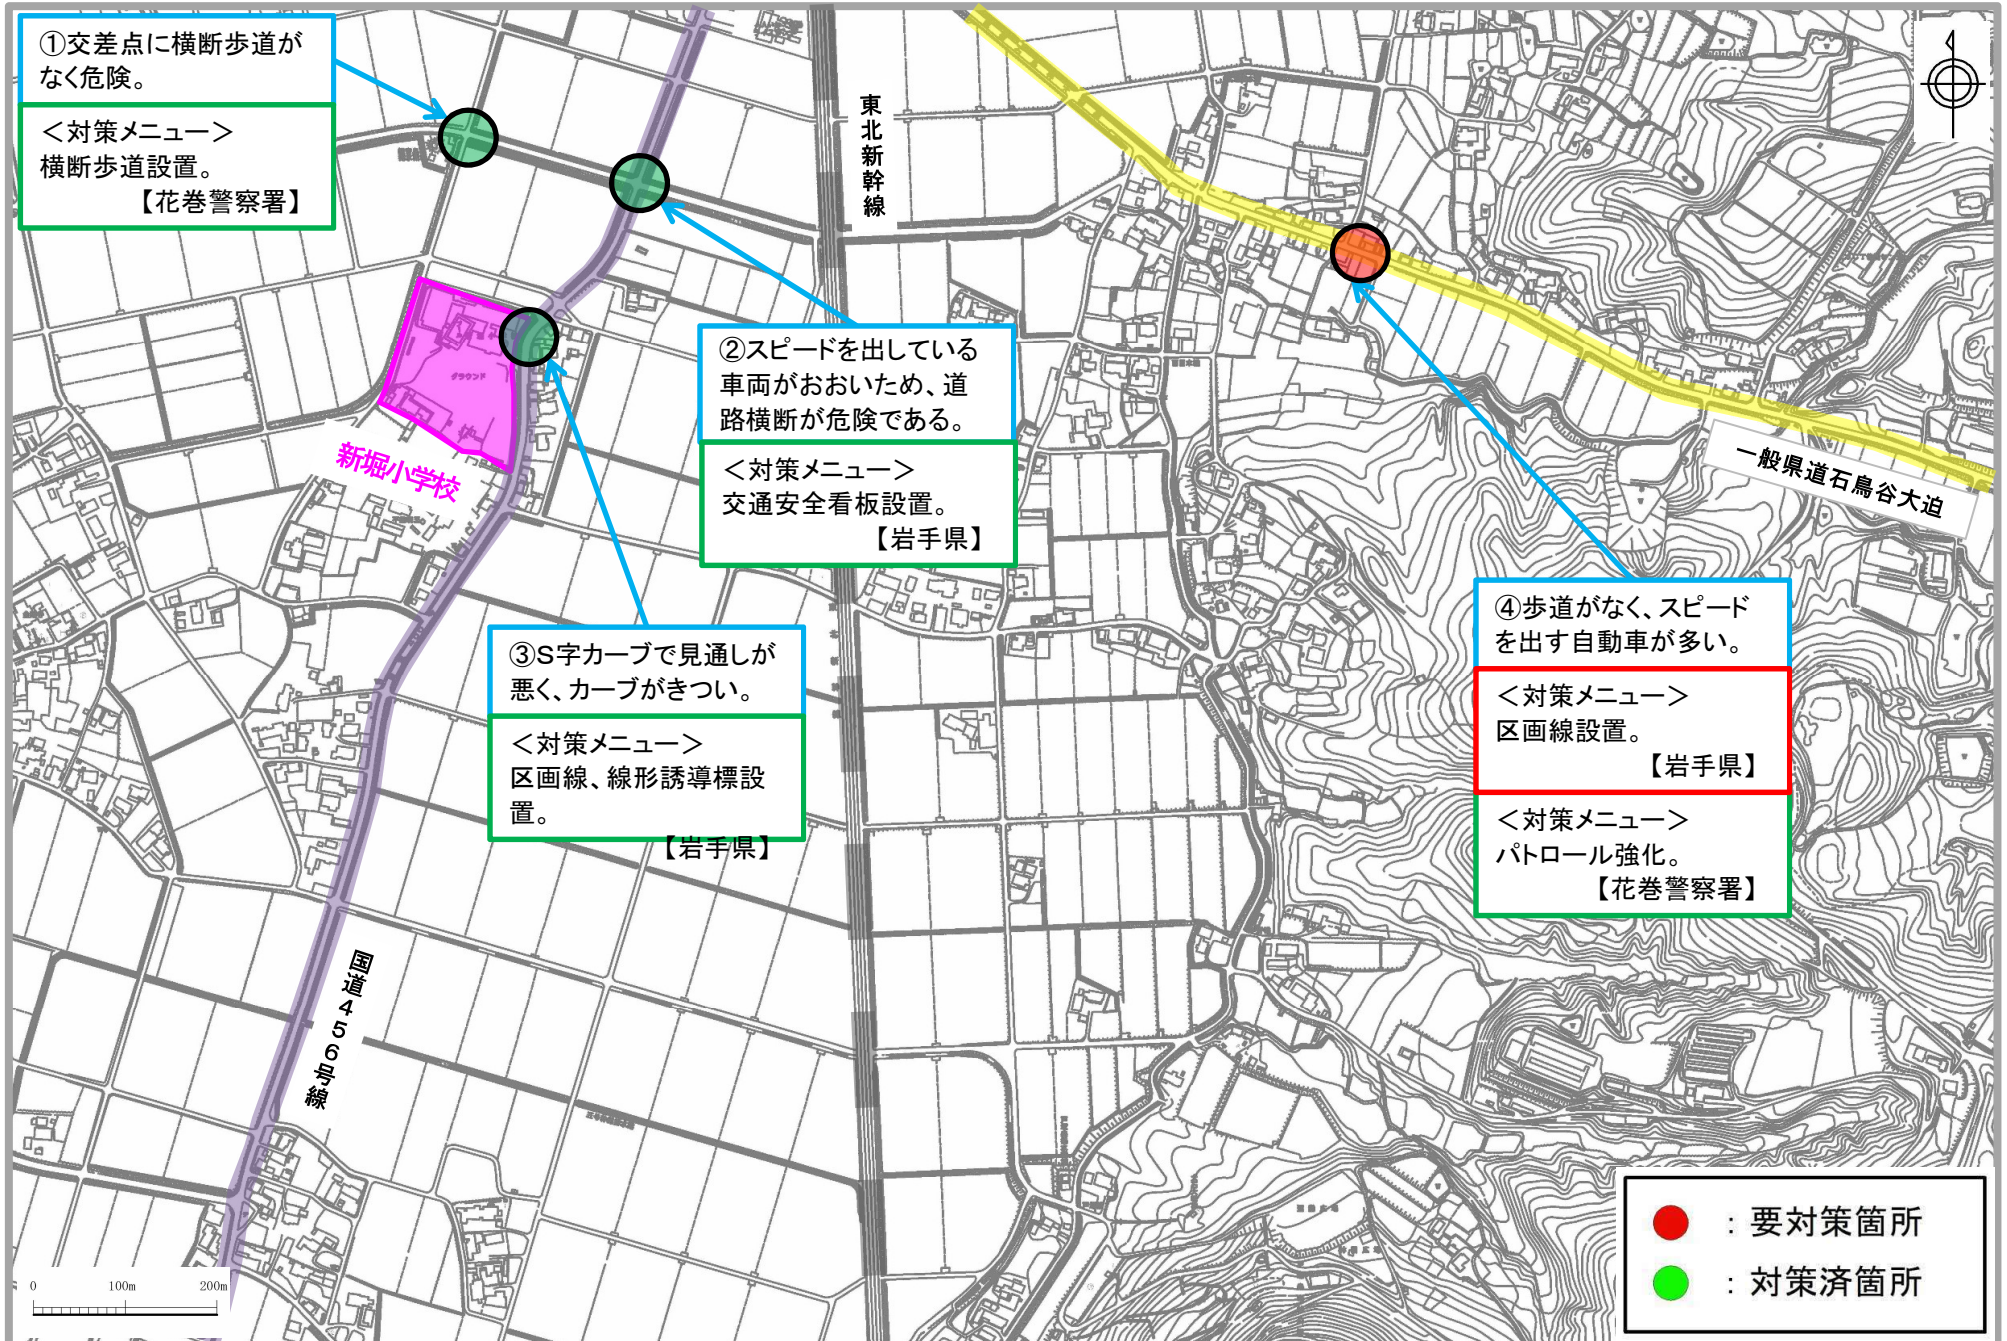 ①交差点に横断歩道が
なく危険。
＜対策メニュー＞
横断歩道設置。
【花巻警察署】
東北新幹線
②スピードを出している
車両がおおいため、道
路横断が危険である。
＜対策メニュー＞
交通安全看板設置。
【岩手県】
グラウンド
新堀小学校
一般県道石鳥谷大迫
③S字カーブで見通しが
悪く、カーブがきつい。
＜対策メニュー＞
区画線、線形誘導標設
置。
【岩手県】
④歩道がなく、スピード
を出す自動車が多い。
＜対策メニュー＞
区画線設置。
【岩手県】
＜対策メニュー＞
パトロール強化。
【花巻警察署】
国道４５６号線
0 100m 200m
：要対策箇所
：対策済箇所